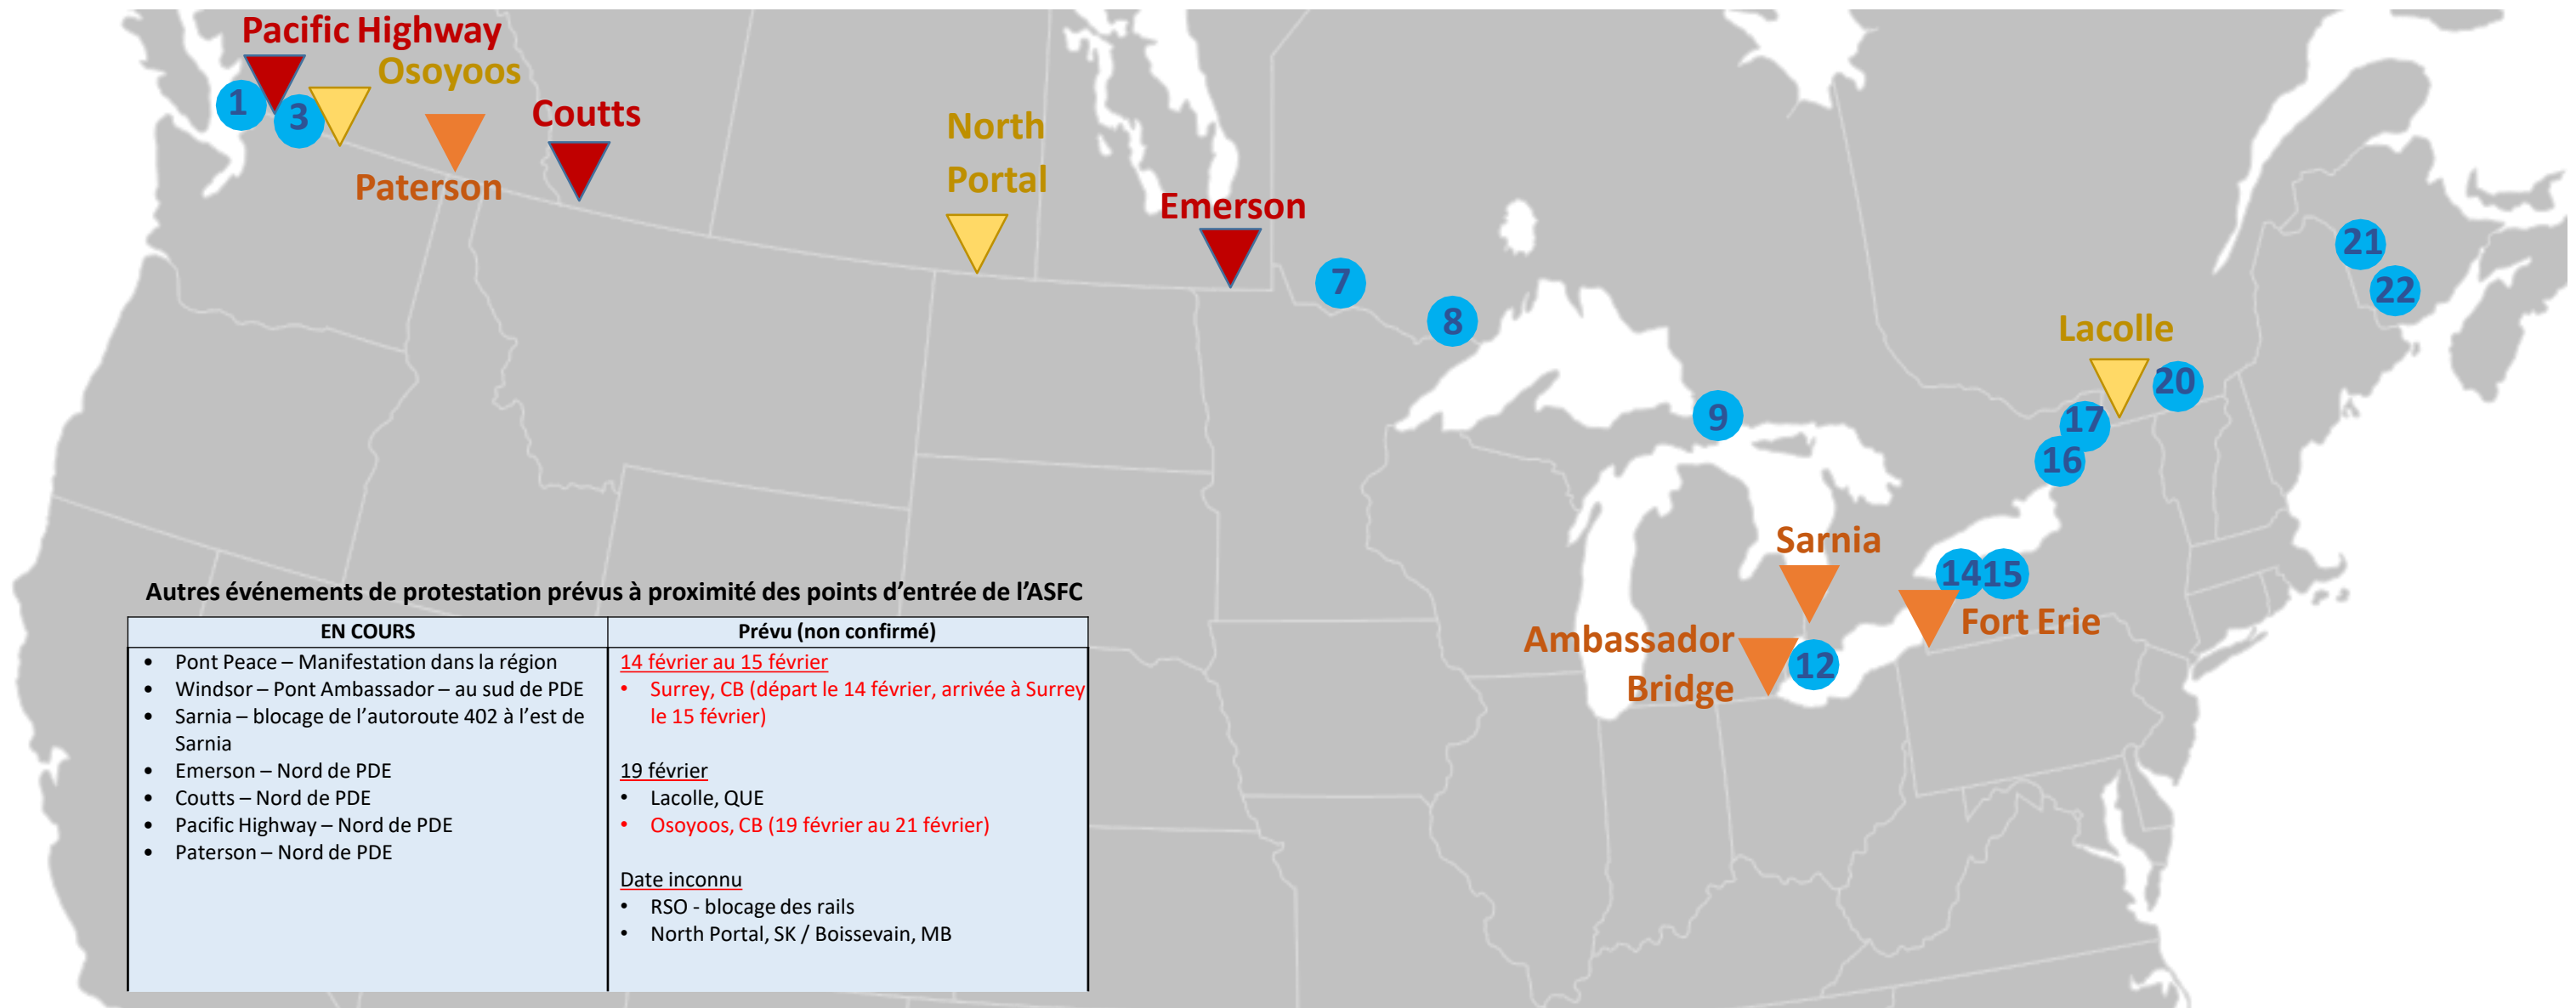 Pacific Highway
Osoyoos
1
3
Paterson
Coutts
North
Portal
Emerson
7
8
9
21
22
Lacolle
20
17
16
Sarnia
14
15
Fort Erie
Ambassador
Bridge
12
Autres événements de protestation prévus à proximité des points d’entrée de l’ASFC
EN COURS
• Pont Peace – Manifestation dans la région
• Windsor – Pont Ambassador – au sud de PDE
• Sarnia – blocage de l’autoroute 402 à l’est de
Sarnia
• Emerson – Nord de PDE
• Coutts – Nord de PDE
• Pacific Highway – Nord de PDE
• Paterson – Nord de PDE
Prévu (non confirmé)
14 février au 15 février
• Surrey, CB (départ le 14 février, arrivée à Surrey
le 15 février)
19 février
• Lacolle, QUE
• Osoyoos, CB (19 février au 21 février)
Date inconnu
• RSO - blocage des rails
• North Portal, SK / Boissevain, MB